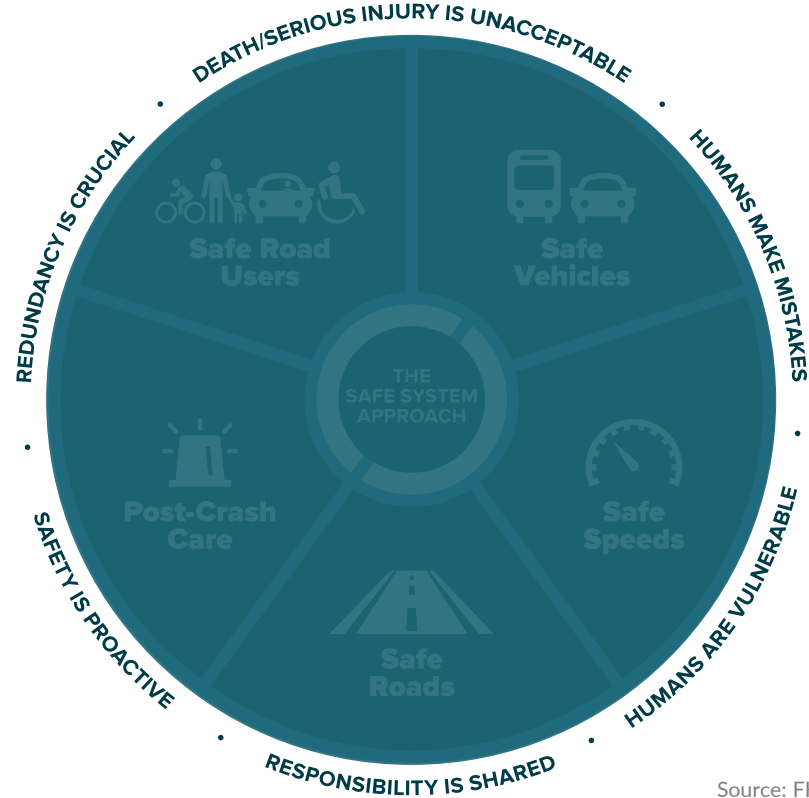 DEATH/SERIOUS INJURY IS UNACCEPTABLE
HUMANS MAKE MISTAKES
HUMANS ARE VULNERABLE
RESPONSIBILITY IS SHARED
SAFETY IS PROACTIVE
REDUNDANCY IS CRUCIAL
Safe Road
Users
Safe
Vehicles
THE
SAFE SYSTEM
APPROACH
Post-Crash
Care
Safe
Speeds
Safe
Roads
Source: